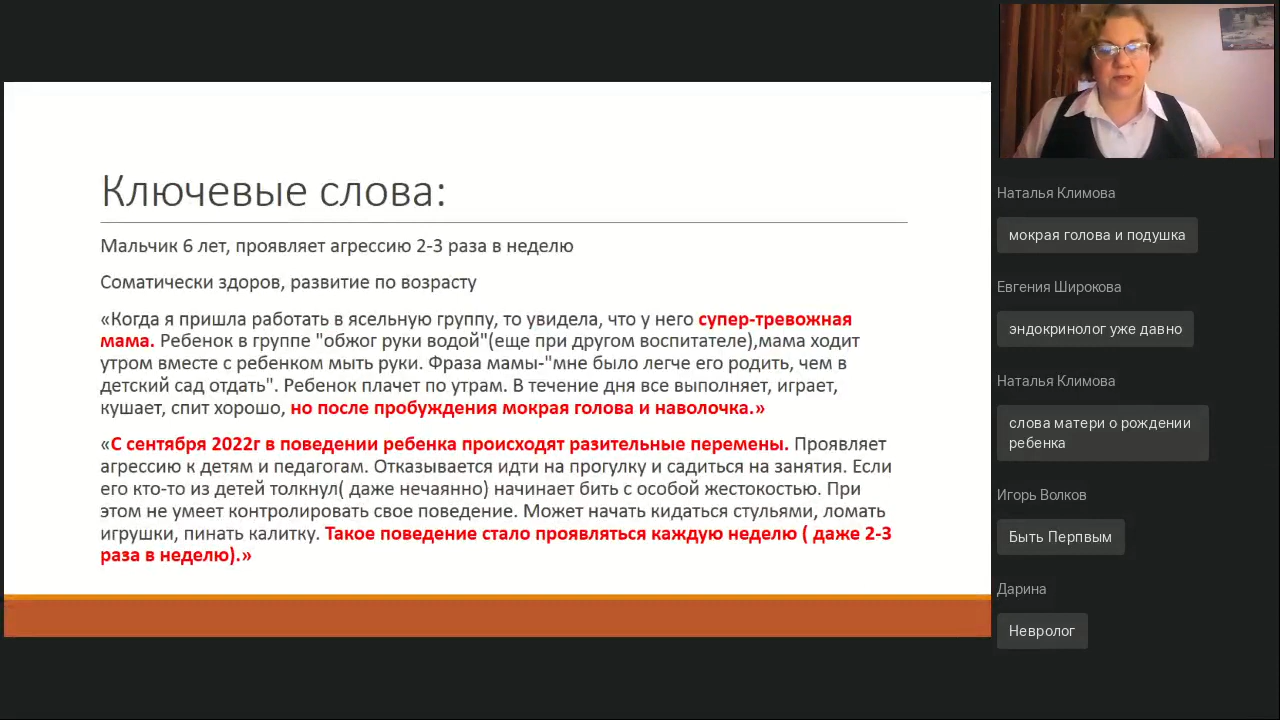 Ключевые слова:
Мальчик 6 лет, проявляет агрессию 2-3 раза в неделю
Соматически здоров, развитие по возрасту
«Когда я пришла работать в ясельную группу, то увидела, что у него супер-тревожная
мама. Ребенок в группе "обжог руки водой"(еще при другом воспитателе),мама ходит
утром вместе с ребенком мыть руки. Фраза мамы-"мне было легче его родить, чем в
детский сад отдать". Ребенок плачет по утрам. В течение дня все выполняет, играет,
кушает, спит хорошо, но после пробуждения мокрая голова и наволочка.»
«С сентября 2022г в поведении ребенка происходят разительные перемены. Проявляет
агрессию к детям и педагогам. Отказывается идти на прогулку и садиться на занятия. Если
его кто-то из детей толкнул( даже нечаянно) начинает бить с особой жестокостью. При
этом не умеет контролировать свое поведение. Может начать кидаться стульями, ломать
игрушки, пинать калитку. Такое поведение стало проявляться каждую неделю ( даже 2-3
раза в неделю).»
Наталья Климова
мокрая голова и подушка
Евгения Широкова
эндокринолог уже давно
Наталья Климова
слова матери о рождении
ребенка
Игорь Волков
Быть Перпвым
Дарина
Невролог